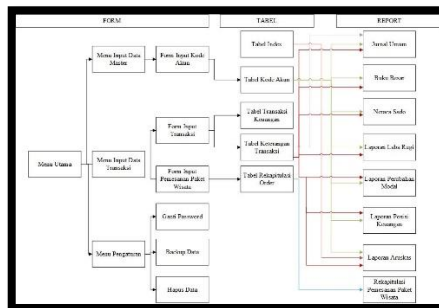 FORM
TABEL
REPORT
Menu Utama
Menu Input Data
Master
Menu Input Data
Transaksi
Menu Pengaturan
Form Input Kode
Akun
Form Input
Transaksi
Form Input
Pemesanan Paket
Wisata
Ganti Password
Backup Data
Hapus Data
Tabel Index
Tabel Kode Akun
Tabel Transaksi
Keuangan
Tabel Keterangan
Transaksi
Tabel Rekapitulasi
Order
Jurnal Umum
Buku Besar
Neraca Saldo
Laporan Laba Rugi
Laporan Perubahan
Modal
Laporan Posisi
Keuangan
Laporan Aruskas
Rekapitulasi
Pemesanan Paket
Wisata